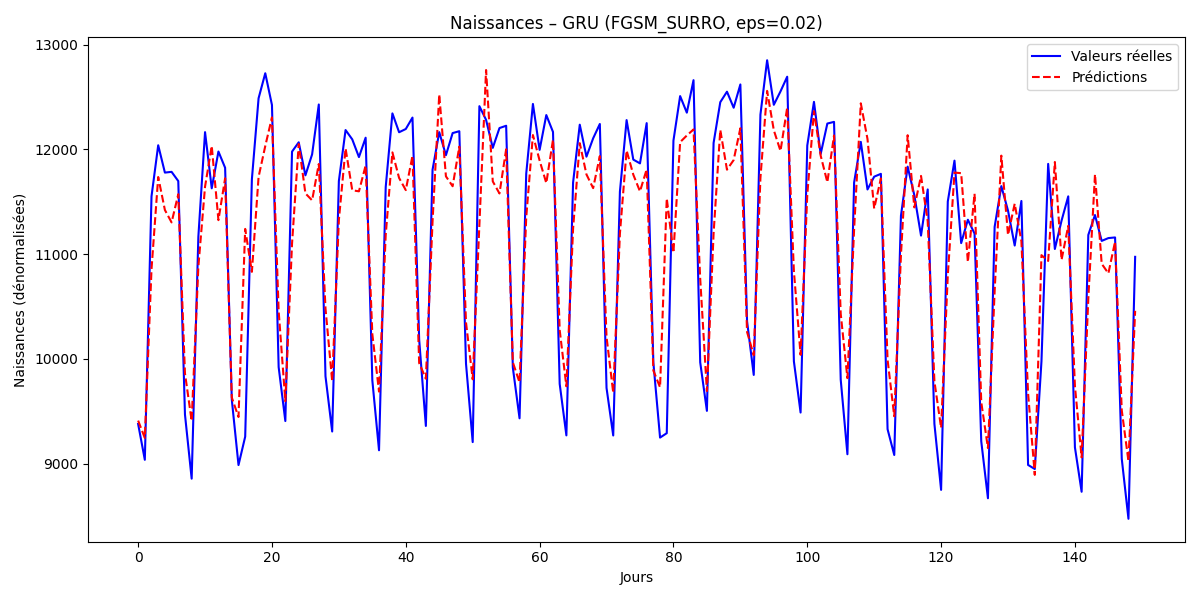 Naissances – GRU (FGSM_SURRO, eps=0.02)
13000
12000
11000
10000
9000
Naissances (dénormalisées)
Valeurs réelles
Prédictions
0 20 40 60 80 100 120 140
Jours